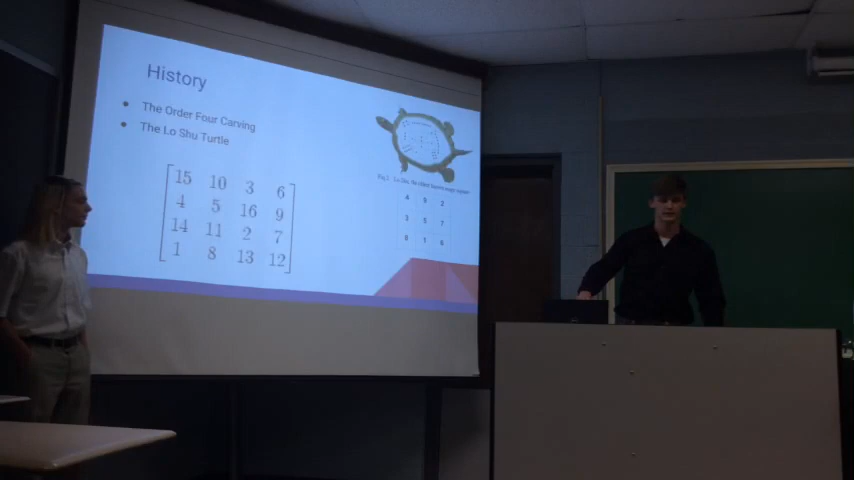 History
The Order Four Carving
The Lo Shu Turtle
15 10 3 6
4 5 16 9
14 11 2 7
1 8 13 12
4 9 2
3 5 7
8 1 6